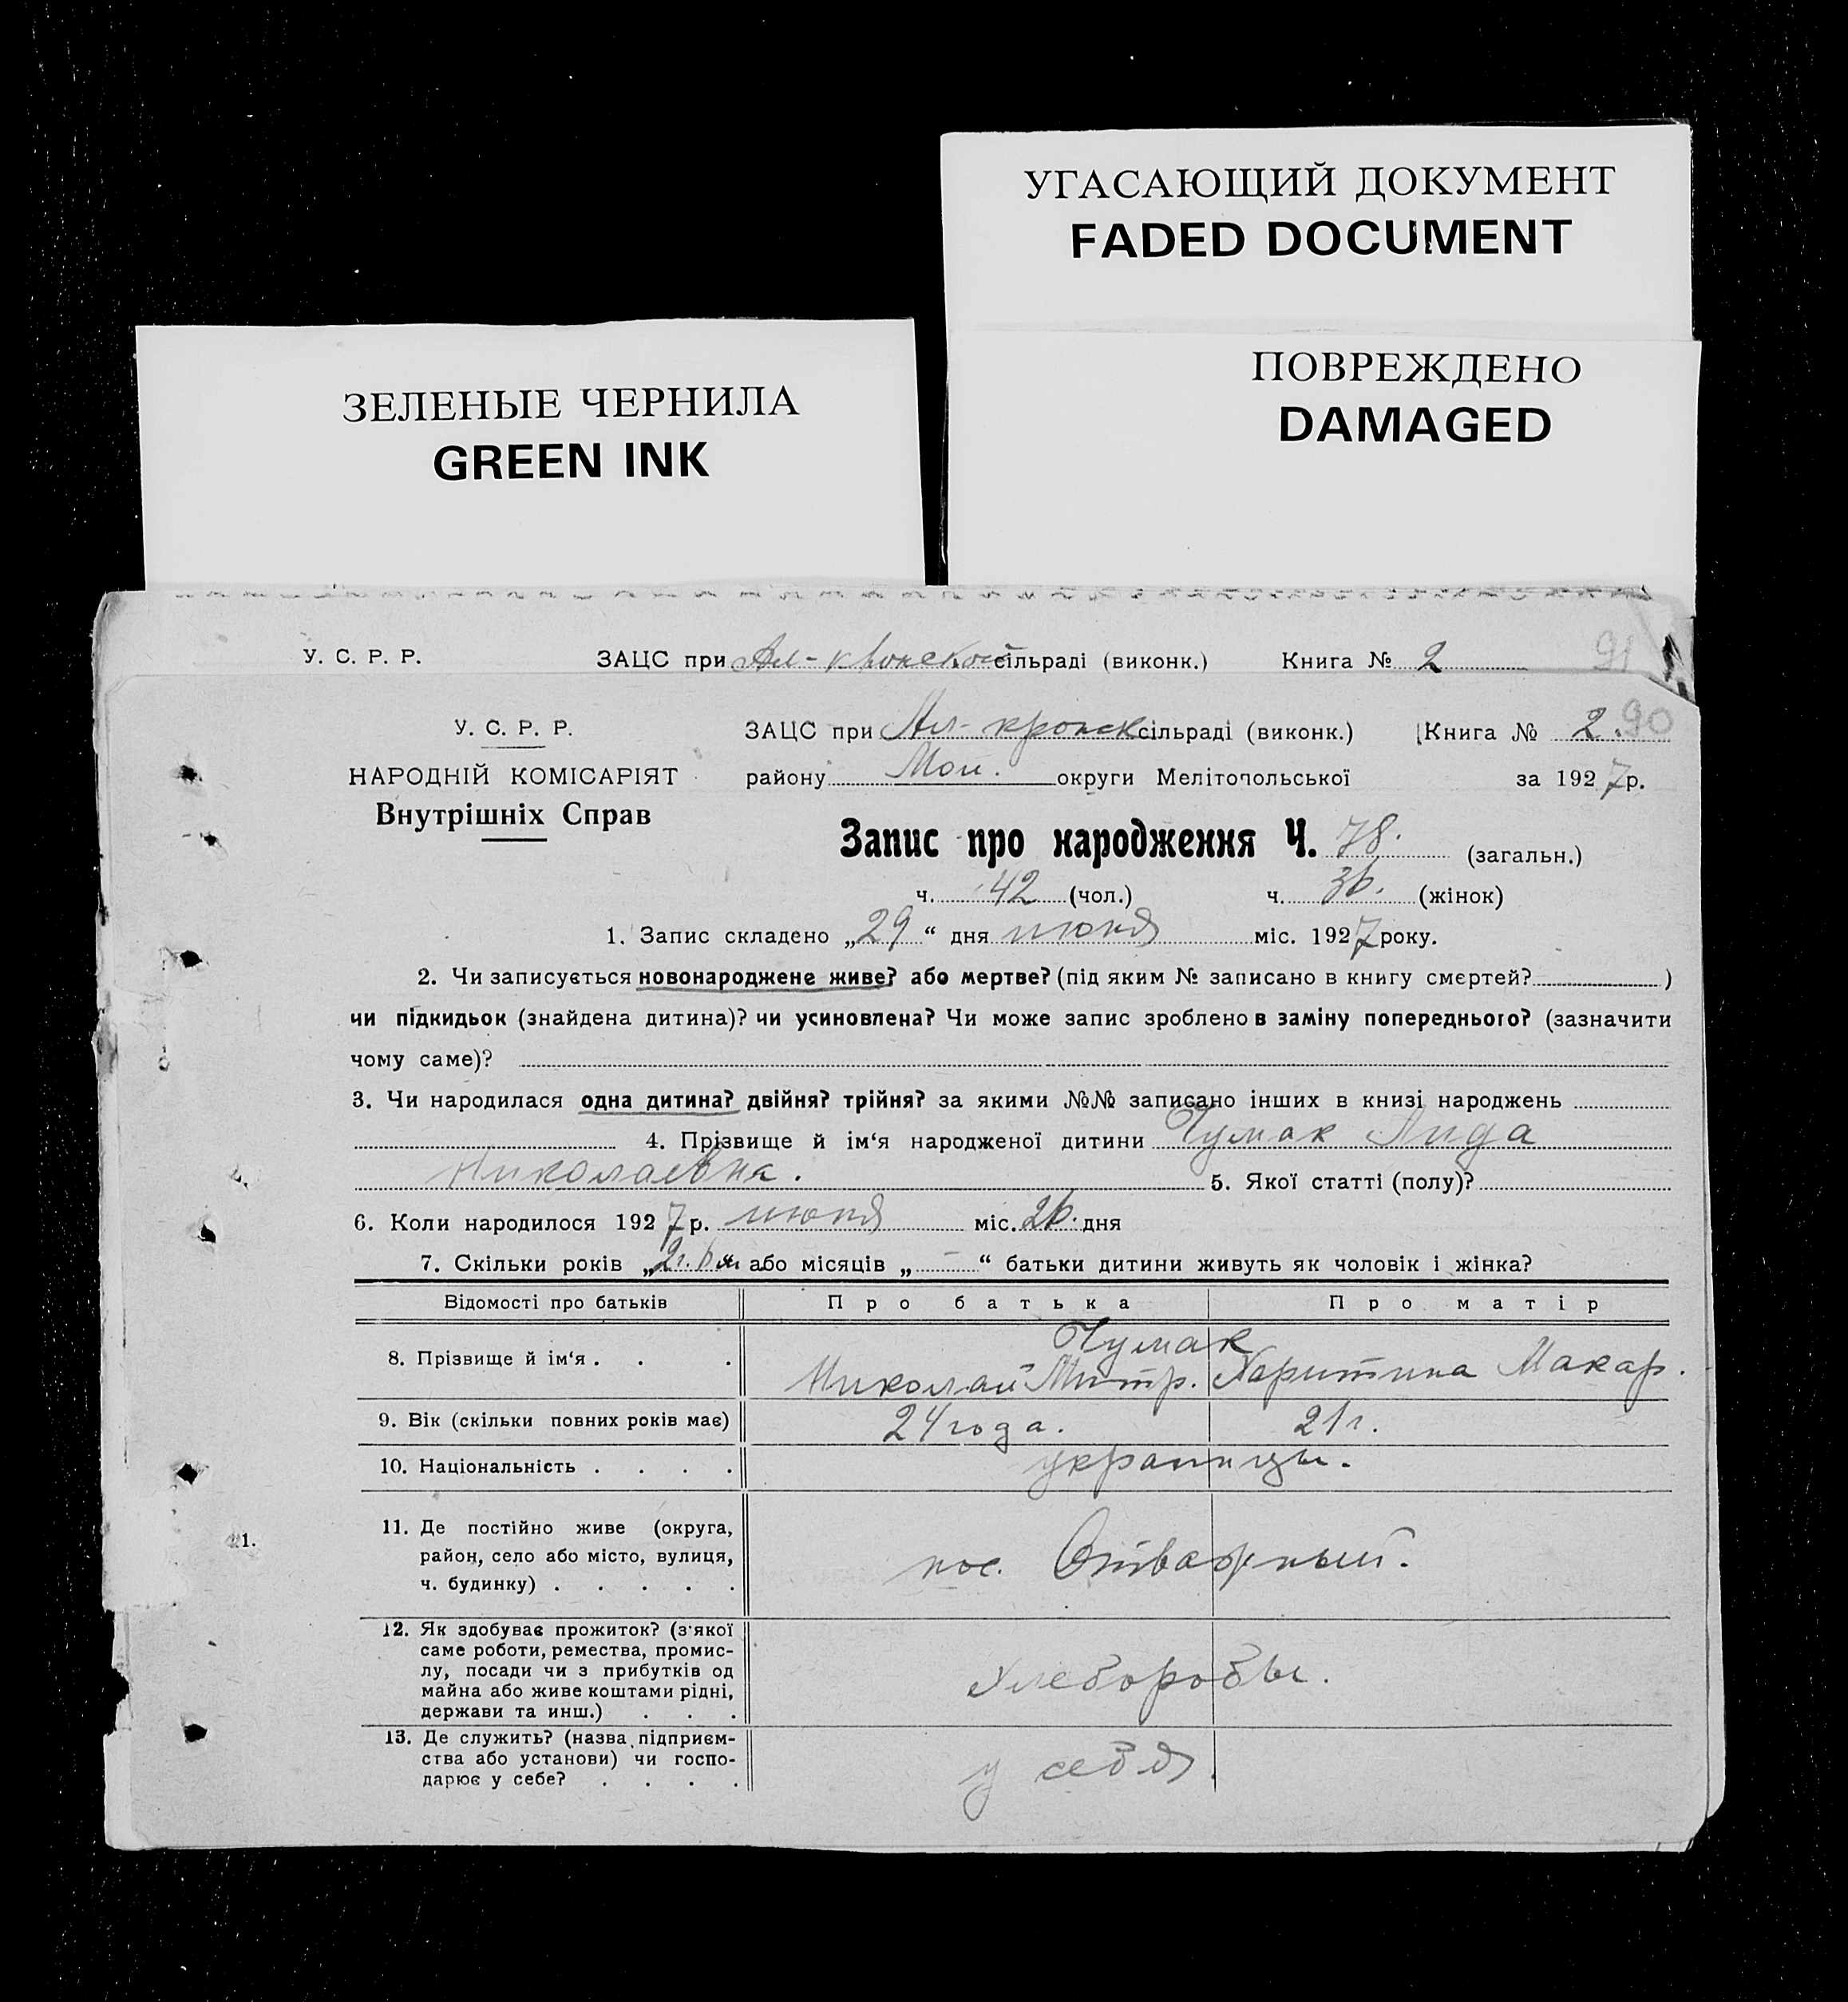 УГАСАЮЩИЙ ДОКУМЕНТ
FADED DOCUMENT
ПОВРЕЖДЕНО
DAMAGED
ЗЕЛЕНЫЕ ЧЕРНИЛА
GREEN INK
У. С. Р. Р. ЗАЦС при сільраді (виконк.) Книга № 2 91
У. С. Р. Р. ЗАЦС при Ал-кронск сільраді (виконк.) Книга № 2. 90
НАРОДНІЙ КОМІСАРІЯТ району округи Мелітопольської за 1927 р.
Внутрішніх Справ
Запис про народження Ч. 78. (загальн.)
ч. 42 (чол.) ч. 36. (жінок)
1. Запис складено „29“ дня июня міс. 1927 року.
2. Чи записується новонароджене живе? або мертве? (під яким № записано в книгу смертей? )
чи підкидьок (знайдена дитина)? чи усиновлена? Чи може запис зроблено в заміну попереднього? (зазначити
чому саме)?
3. Чи народилася одна дитина? двійня? трійня? за якими №№ записано інших в книзі народжень
4. Прізвище й ім‘я народженої дитини Чумак Лида
Николаевна. 5. Якої статті (полу)?
6. Коли народилося 1927 р. июня міс. 26. дня
7. Скільки років „2г. 6м“ або місяців „ — “ батьки дитини живуть як чоловік і жінка?
Відомості про батьків Про батька Про матір
Чумак
8. Прізвище й ім‘я . . . Николай Митр. Харитина Макар.
9. Вік (скільки повних років має) 24 года. 21 г.
10. Національність . . . . украинцы.
11. Де постійно живе (округа,
район, село або місто, вулиця, пос. Отважный.
ч. будинку) . . . . .
1.
12. Як здобуває прожиток? (з'якої
саме роботи, ремества, промис-
лу, посади чи з прибутків од Хлеборобы.
майна або живе коштами рідні,
держави та инш.) . . .
13. Де служить? (назва підприєм-
ства або установи) чи госпо- у себя.
дарює у себе? . . . .